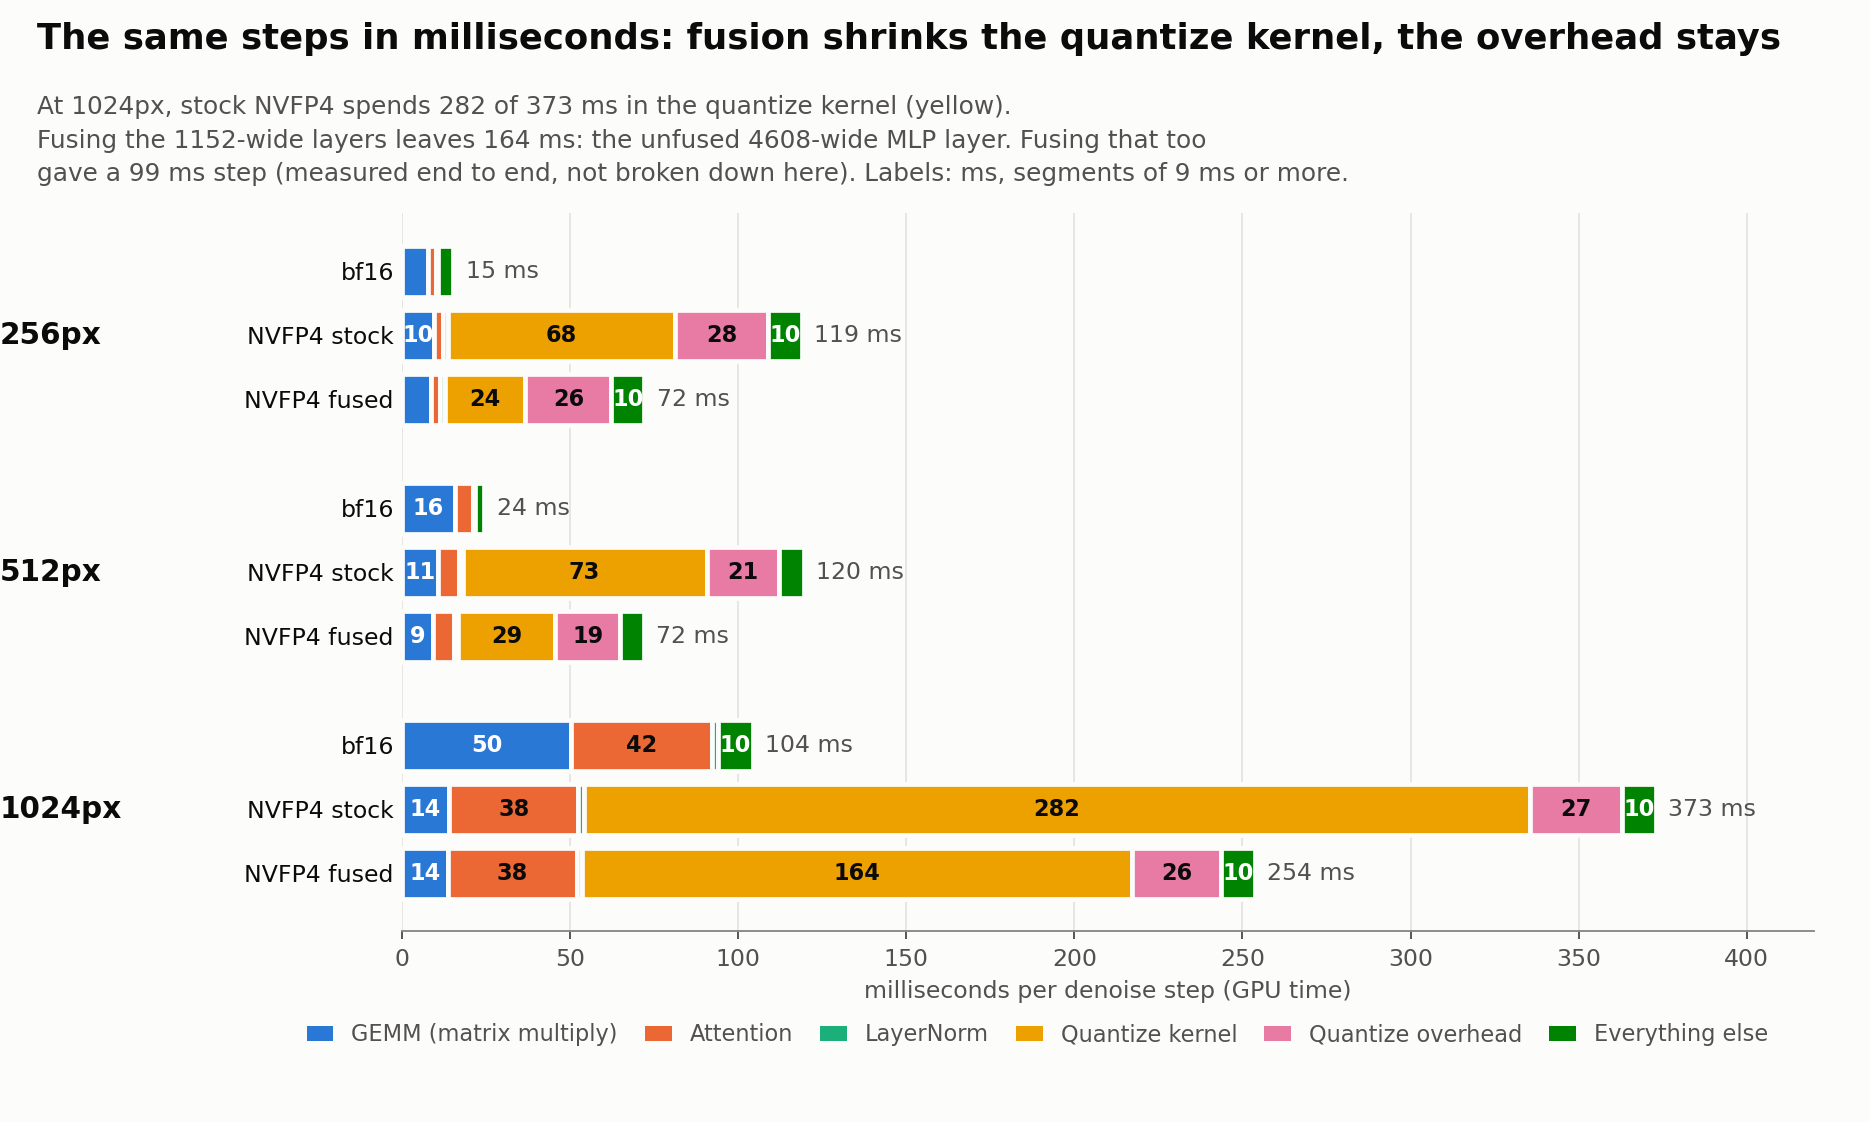 The same steps in milliseconds: fusion shrinks the quantize kernel, the overhead stays
At 1024px, stock NVFP4 spends 282 of 373 ms in the quantize kernel (yellow).
Fusing the 1152-wide layers leaves 164 ms: the unfused 4608-wide MLP layer. Fusing that too
gave a 99 ms step (measured end to end, not broken down here). Labels: ms, segments of 9 ms or more.
bf16 15 ms
256px NVFP4 stock 10 68 28 10 119 ms
NVFP4 fused 24 26 10 72 ms
bf16 16 24 ms
512px NVFP4 stock 11 73 21 120 ms
NVFP4 fused 9 29 19 72 ms
bf16 50 42 10 104 ms
1024px NVFP4 stock 14 38 282 27 10 373 ms
NVFP4 fused 14 38 164 26 10 254 ms
0 50 100 150 200 250 300 350 400
milliseconds per denoise step (GPU time)
GEMM (matrix multiply) Attention LayerNorm Quantize kernel Quantize overhead Everything else